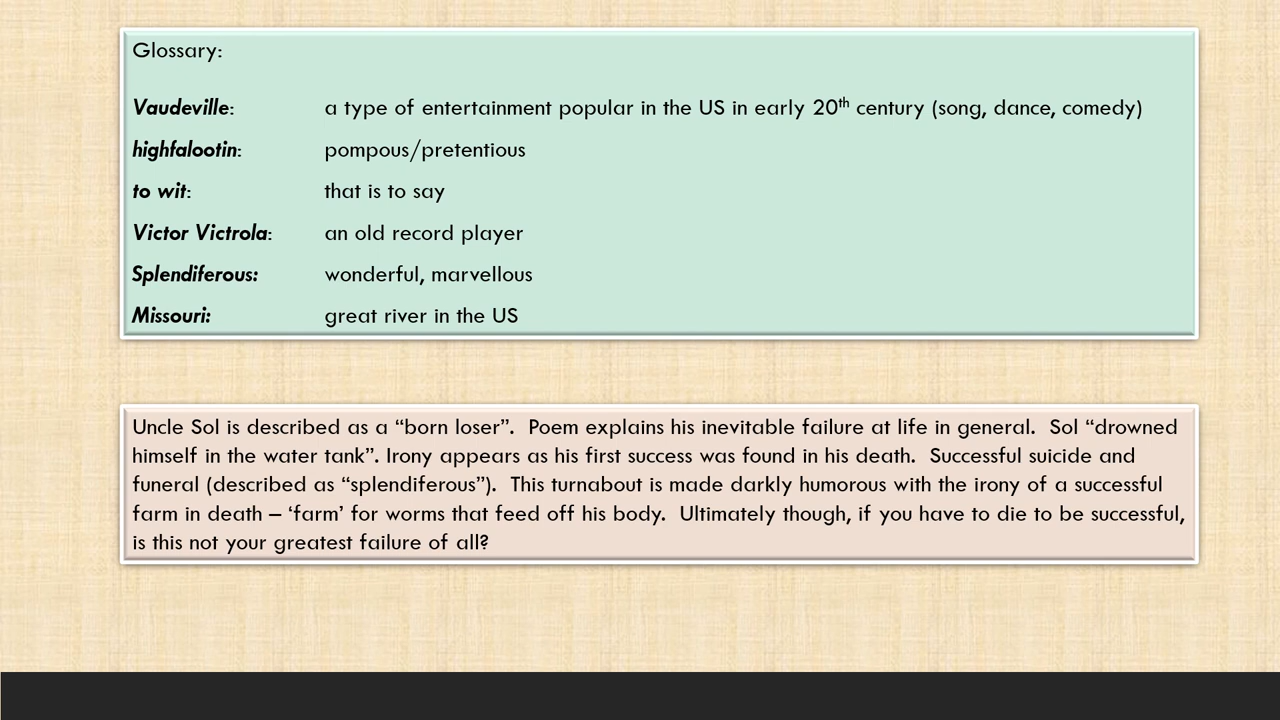 Glossary:
Vaudeville: a type of entertainment popular in the US in early 20th century (song, dance, comedy)
highfalootin: pompous/pretentious
to wit: that is to say
Victor Victrola: an old record player
Splendiferous: wonderful, marvellous
Missouri: great river in the US
Uncle Sol is described as a “born loser”. Poem explains his inevitable failure at life in general. Sol “drowned
himself in the water tank”. Irony appears as his first success was found in his death. Successful suicide and
funeral (described as “splendiferous”). This turnabout is made darkly humorous with the irony of a successful
farm in death – ‘farm’ for worms that feed off his body. Ultimately though, if you have to die to be successful,
is this not your greatest failure of all?